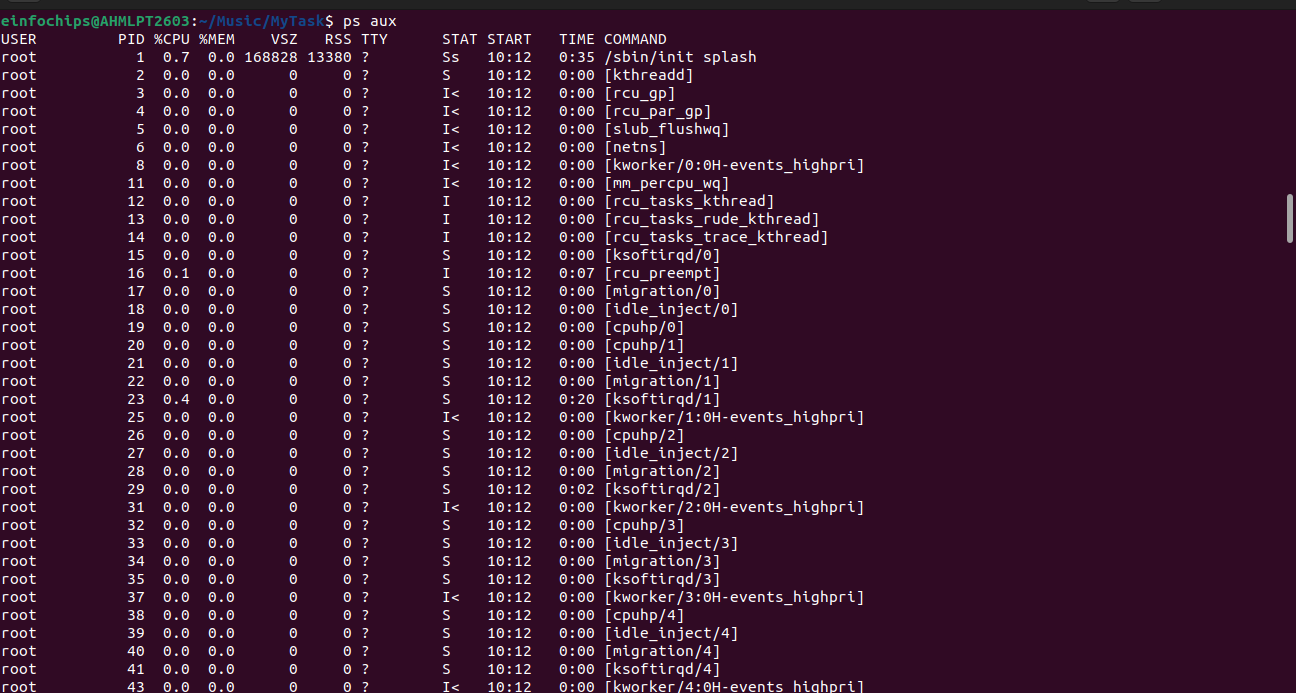 einfochips@AHMLPT2603:~/Music/MyTask$ ps aux
USER         PID %CPU %MEM    VSZ   RSS TTY      STAT START   TIME COMMAND
root           1  0.7  0.0 168828 13380 ?        Ss   10:12   0:35 /sbin/init splash
root           2  0.0  0.0      0     0 ?        S    10:12   0:00 [kthreadd]
root           3  0.0  0.0      0     0 ?        I<   10:12   0:00 [rcu_gp]
root           4  0.0  0.0      0     0 ?        I<   10:12   0:00 [rcu_par_gp]
root           5  0.0  0.0      0     0 ?        I<   10:12   0:00 [slub_flushwq]
root           6  0.0  0.0      0     0 ?        I<   10:12   0:00 [netns]
root           8  0.0  0.0      0     0 ?        I<   10:12   0:00 [kworker/0:0H-events_highpri]
root          11  0.0  0.0      0     0 ?        I<   10:12   0:00 [mm_percpu_wq]
root          12  0.0  0.0      0     0 ?        I    10:12   0:00 [rcu_tasks_kthread]
root          13  0.0  0.0      0     0 ?        I    10:12   0:00 [rcu_tasks_rude_kthread]
root          14  0.0  0.0      0     0 ?        I    10:12   0:00 [rcu_tasks_trace_kthread]
root          15  0.0  0.0      0     0 ?        S    10:12   0:00 [ksoftirqd/0]
root          16  0.1  0.0      0     0 ?        I    10:12   0:07 [rcu_preempt]
root          17  0.0  0.0      0     0 ?        S    10:12   0:00 [migration/0]
root          18  0.0  0.0      0     0 ?        S    10:12   0:00 [idle_inject/0]
root          19  0.0  0.0      0     0 ?        S    10:12   0:00 [cpuhp/0]
root          20  0.0  0.0      0     0 ?        S    10:12   0:00 [cpuhp/1]
root          21  0.0  0.0      0     0 ?        S    10:12   0:00 [idle_inject/1]
root          22  0.0  0.0      0     0 ?        S    10:12   0:00 [migration/1]
root          23  0.4  0.0      0     0 ?        S    10:12   0:20 [ksoftirqd/1]
root          25  0.0  0.0      0     0 ?        I<   10:12   0:00 [kworker/1:0H-events_highpri]
root          26  0.0  0.0      0     0 ?        S    10:12   0:00 [cpuhp/2]
root          27  0.0  0.0      0     0 ?        S    10:12   0:00 [idle_inject/2]
root          28  0.0  0.0      0     0 ?        S    10:12   0:00 [migration/2]
root          29  0.0  0.0      0     0 ?        S    10:12   0:02 [ksoftirqd/2]
root          31  0.0  0.0      0     0 ?        I<   10:12   0:00 [kworker/2:0H-events_highpri]
root          32  0.0  0.0      0     0 ?        S    10:12   0:00 [cpuhp/3]
root          33  0.0  0.0      0     0 ?        S    10:12   0:00 [idle_inject/3]
root          34  0.0  0.0      0     0 ?        S    10:12   0:00 [migration/3]
root          35  0.0  0.0      0     0 ?        S    10:12   0:00 [ksoftirqd/3]
root          37  0.0  0.0      0     0 ?        I<   10:12   0:00 [kworker/3:0H-events_highpri]
root          38  0.0  0.0      0     0 ?        S    10:12   0:00 [cpuhp/4]
root          39  0.0  0.0      0     0 ?        S    10:12   0:00 [idle_inject/4]
root          40  0.0  0.0      0     0 ?        S    10:12   0:00 [migration/4]
root          41  0.0  0.0      0     0 ?        S    10:12   0:00 [ksoftirqd/4]
root          43  0.0  0.0      0     0 ?        I<   10:12   0:00 [kworker/4:0H-events_highpri]